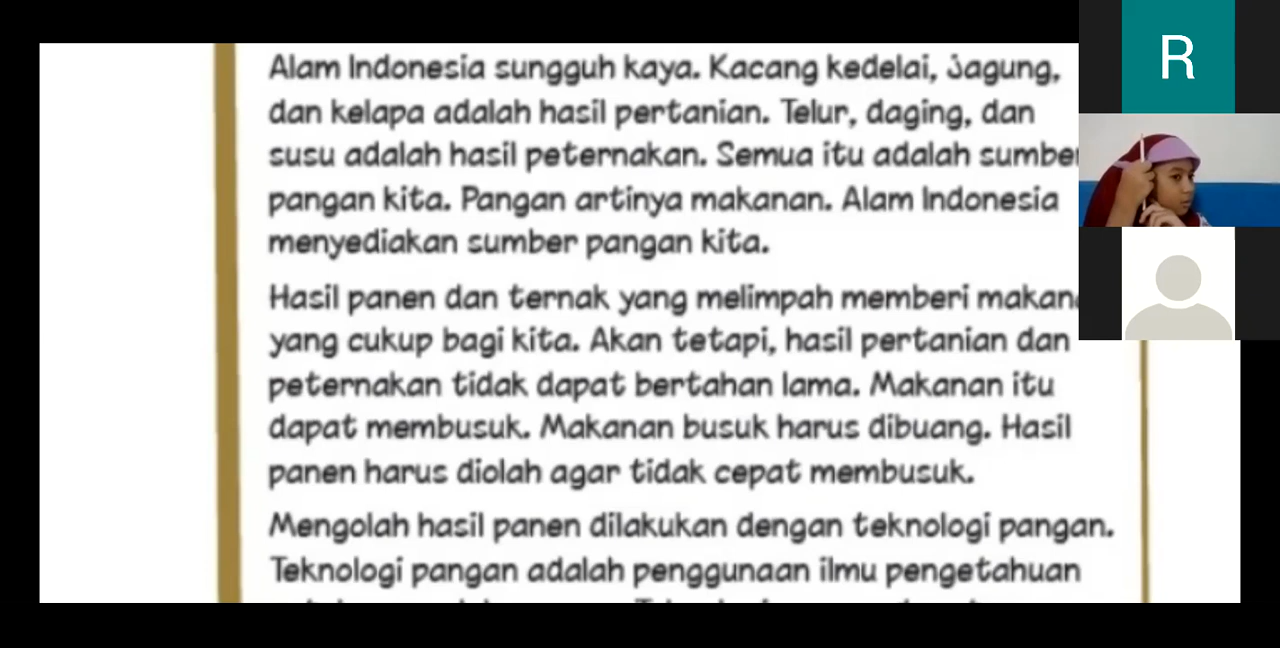 Alam Indonesia sungguh kaya. Kacang kedelai, Jagung,
dan kelapa adalah hasil pertanian. Telur, daging, dan
susu adalah hasil peternakan. Semua itu adalah sumber
pangan kita. Pangan artinya makanan. Alam Indonesia
menyediakan sumber pangan kita.
Hasil panen dan ternak yang melimpah memberi makan
yang cukup bagi kita. Akan tetapi, hasil pertanian dan
peternakan tidak dapat bertahan lama. Makanan itu
dapat membusuk. Makanan busuk harus dibuang. Hasil
panen harus diolah agar tidak cepat membusuk.
Mengolah hasil panen dilakukan dengan teknologi pangan.
Teknologi pangan adalah penggunaan ilmu pengetahuan
R